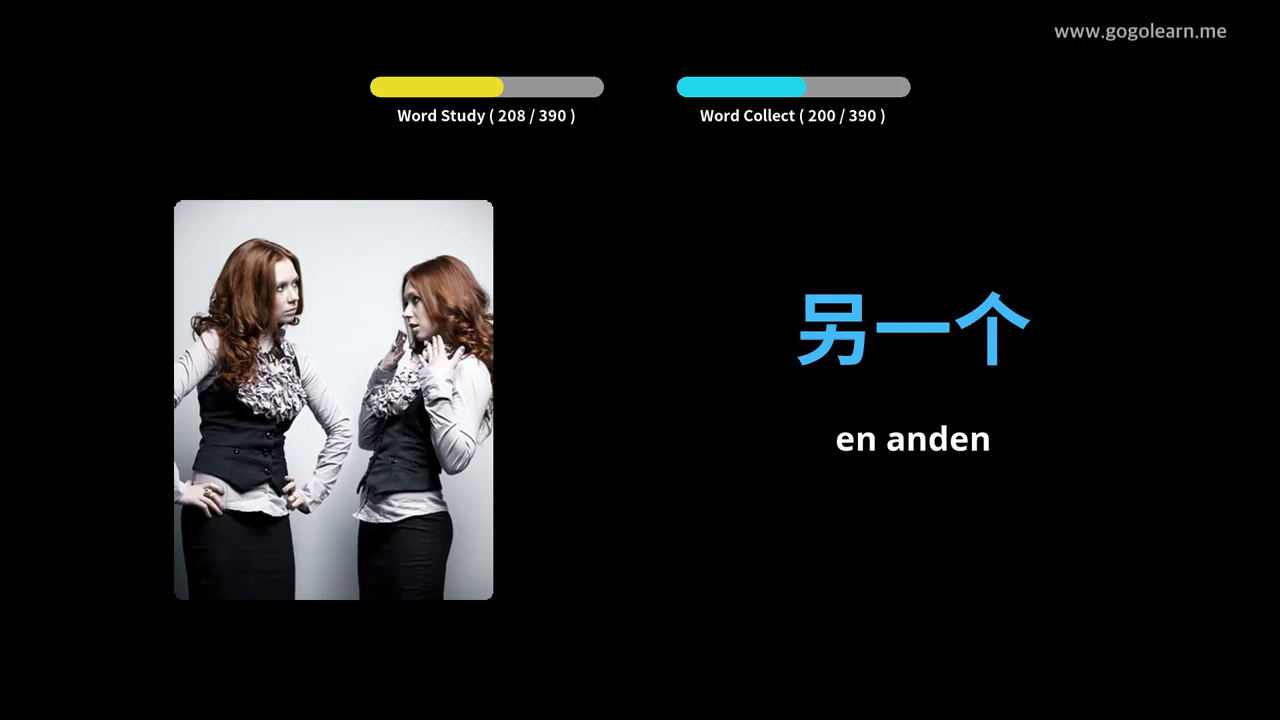 www.gogolearn.me
Word Study ( 208 / 390 )
Word Collect ( 200 / 390 )
另一个
en anden